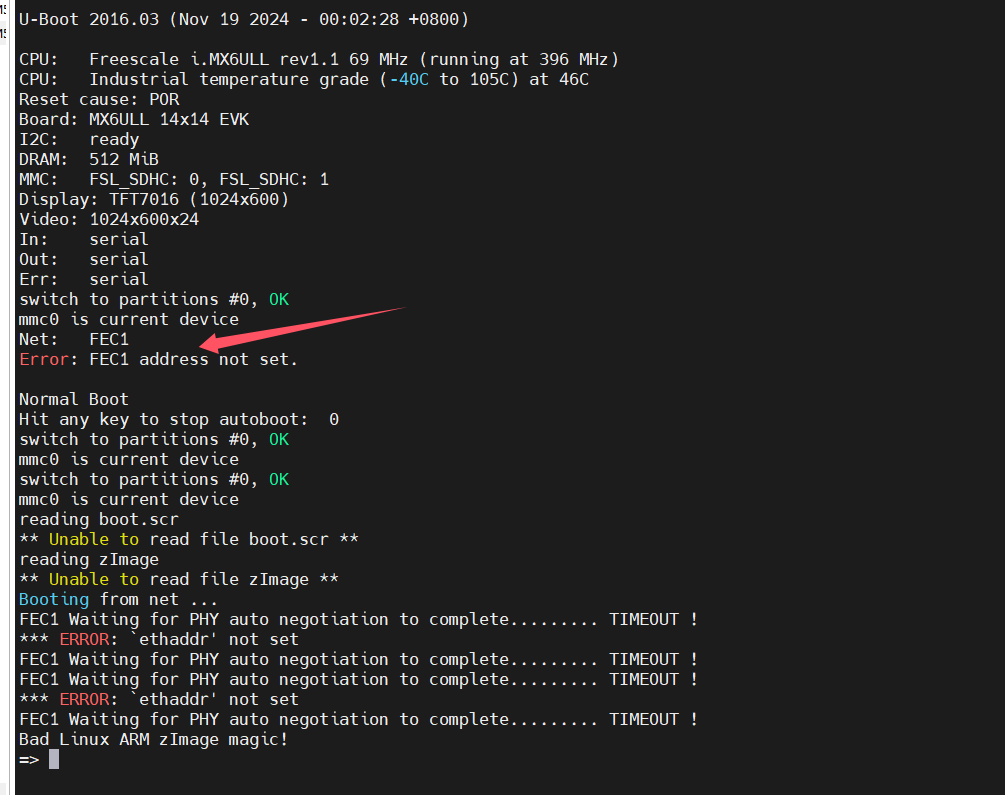 U-Boot 2016.03 (Nov 19 2024 - 00:02:28 +0800)
CPU:   Freescale i.MX6ULL rev1.1 69 MHz (running at 396 MHz)
CPU:   Industrial temperature grade (-40C to 105C) at 46C
Reset cause: POR
Board: MX6ULL 14x14 EVK
I2C:   ready
DRAM:  512 MiB
MMC:   FSL_SDHC: 0, FSL_SDHC: 1
Display: TFT7016 (1024x600)
Video: 1024x600x24
In:    serial
Out:   serial
Err:   serial
switch to partitions #0, OK
mmc0 is current device
Net:   FEC1
Error: FEC1 address not set.
Normal Boot
Hit any key to stop autoboot:  0
switch to partitions #0, OK
mmc0 is current device
switch to partitions #0, OK
mmc0 is current device
reading boot.scr
** Unable to read file boot.scr **
reading zImage
** Unable to read file zImage **
Booting from net ...
FEC1 Waiting for PHY auto negotiation to complete......... TIMEOUT !
*** ERROR: `ethaddr' not set
FEC1 Waiting for PHY auto negotiation to complete......... TIMEOUT !
FEC1 Waiting for PHY auto negotiation to complete......... TIMEOUT !
*** ERROR: `ethaddr' not set
FEC1 Waiting for PHY auto negotiation to complete......... TIMEOUT !
Bad Linux ARM zImage magic!
=>